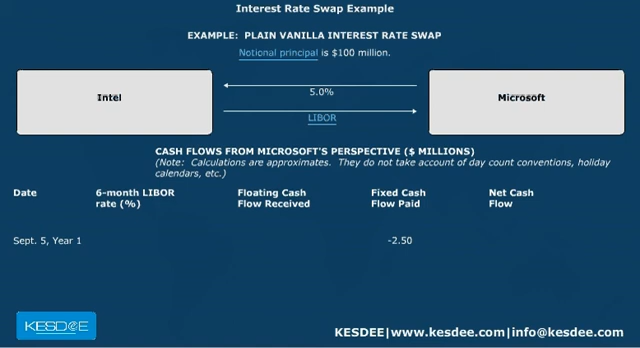 Interest Rate Swap Example
EXAMPLE: PLAIN VANILLA INTEREST RATE SWAP
Notional principal is $100 million.
Intel
5.0%
LIBOR
Microsoft
CASH FLOWS FROM MICROSOFT'S PERSPECTIVE ($ MILLIONS)
(Note: Calculations are approximates. They do not take account of day count conventions, holiday
calendars, etc.)
Date 6-month LIBOR Floating Cash Fixed Cash Net Cash
rate (%) Flow Received Flow Paid Flow
Sept. 5, Year 1 -2.50
KESDEE
KESDEE|www.kesdee.com|info@kesdee.com